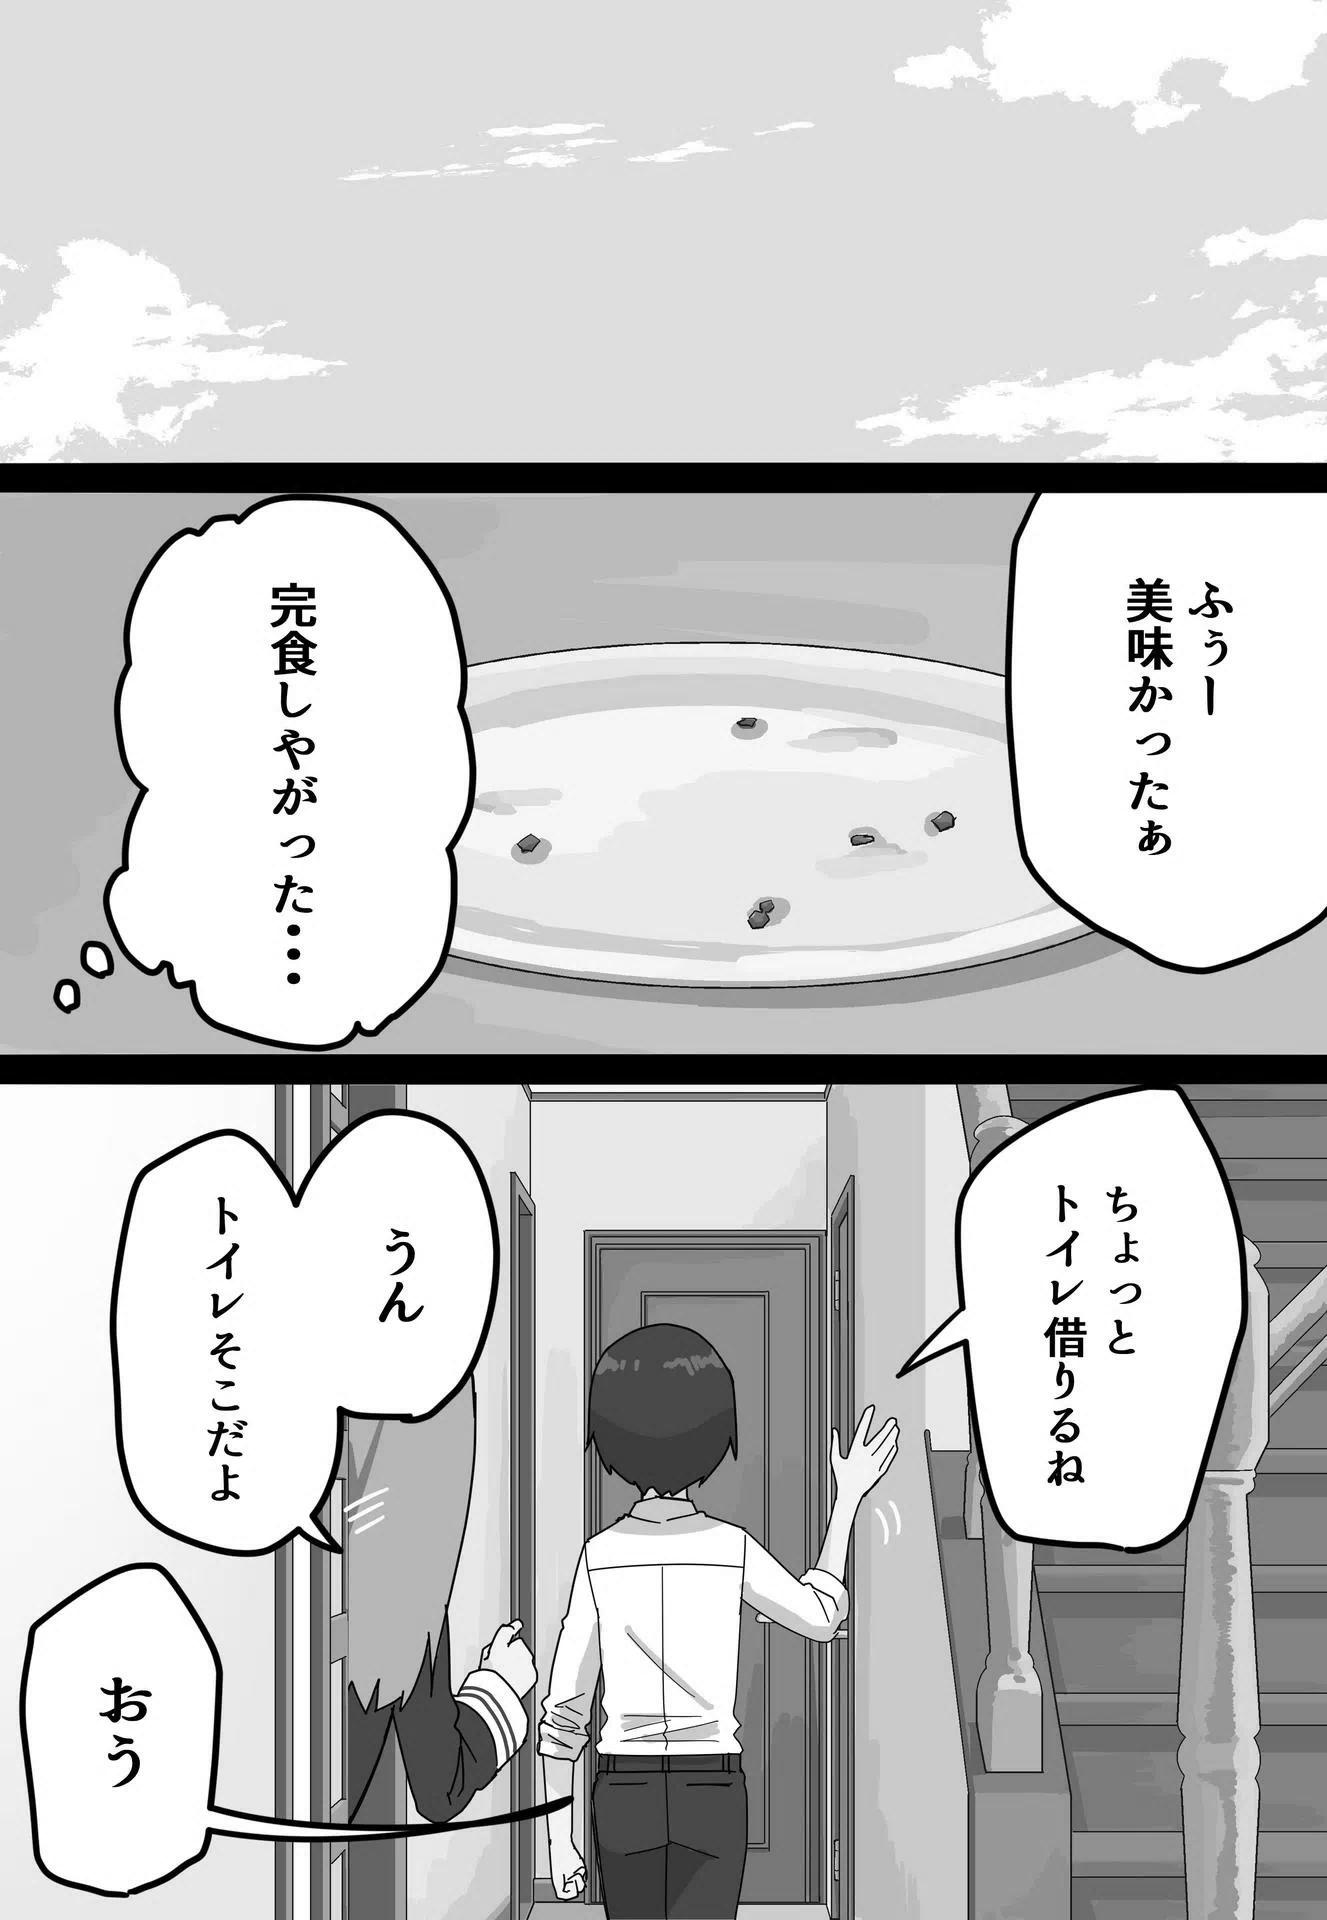 ふぅー
美味かったぁ
完食しやがった・・・
ちょっと
トイレ借りるね
うん
トイレそこだよ
おう